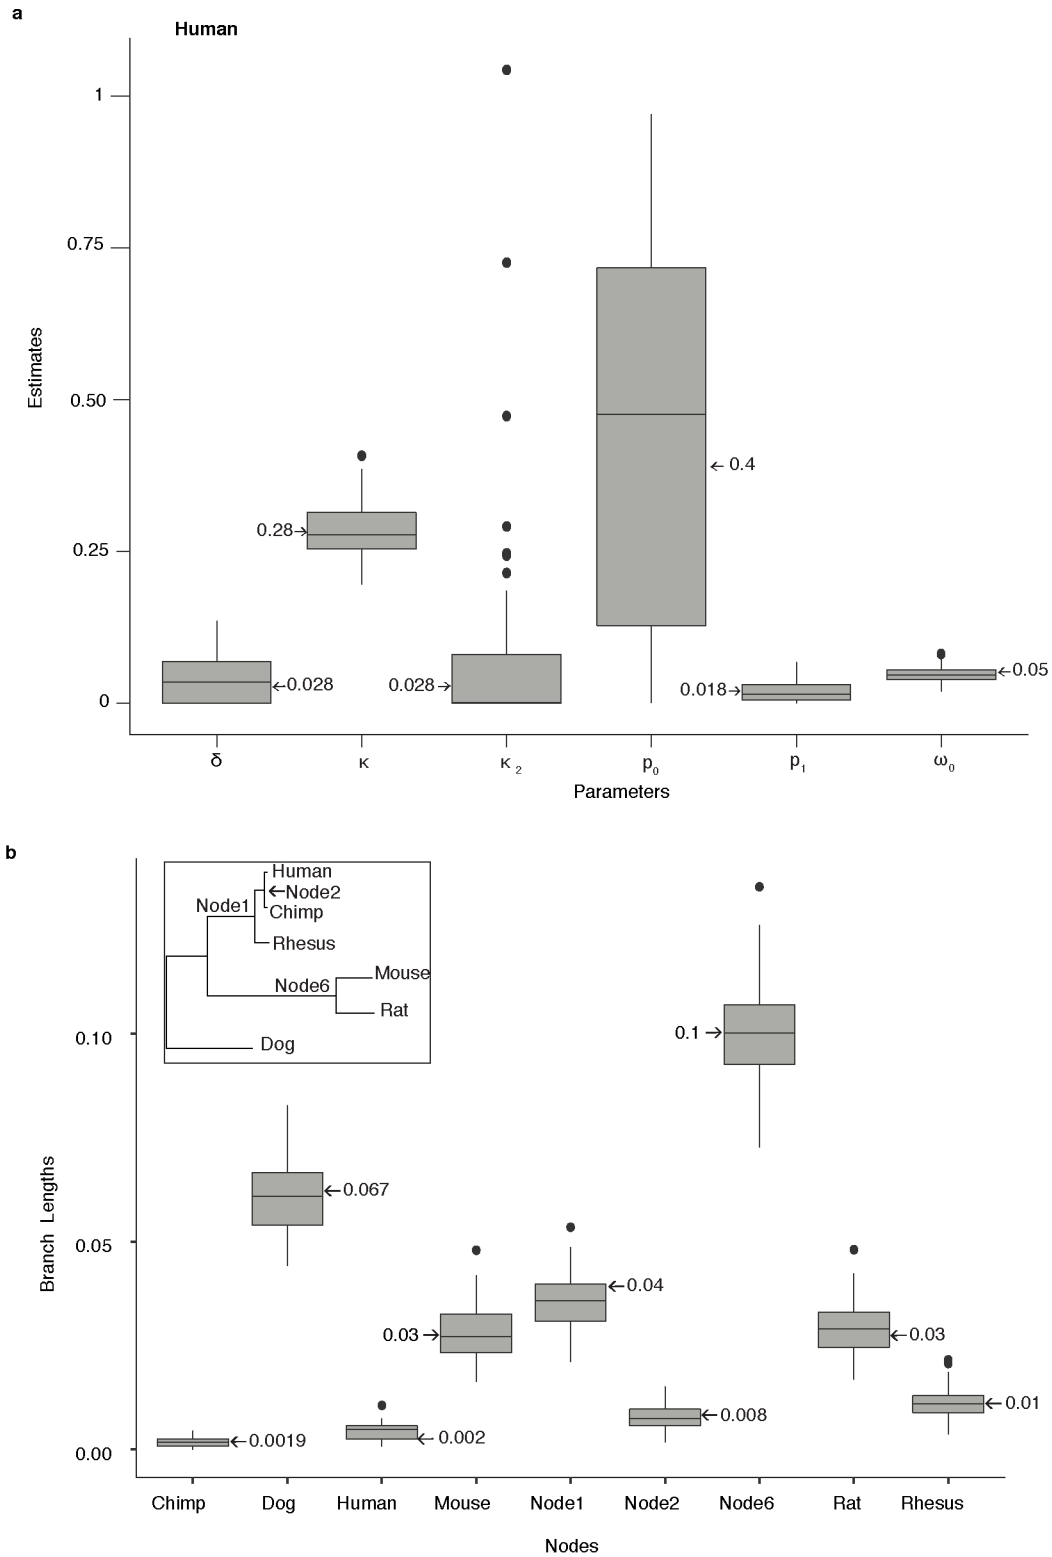 a
Human
1
0.75
0.50
0.25
0
Estimates
0.28
0.4
0.028
0.028
0.018
0.05
δ κ κ2 p0 p1 ω0
Parameters
b
Human
Node2
Node1
Chimp
Rhesus
Mouse
Node6
Rat
Dog
0.10
0.05
0.00
Branch Lengths
0.1
0.067
0.04
0.03
0.03
0.01
0.008
0.002
0.0019
Chimp Dog Human Mouse Node1 Node2 Node6 Rat Rhesus
Nodes